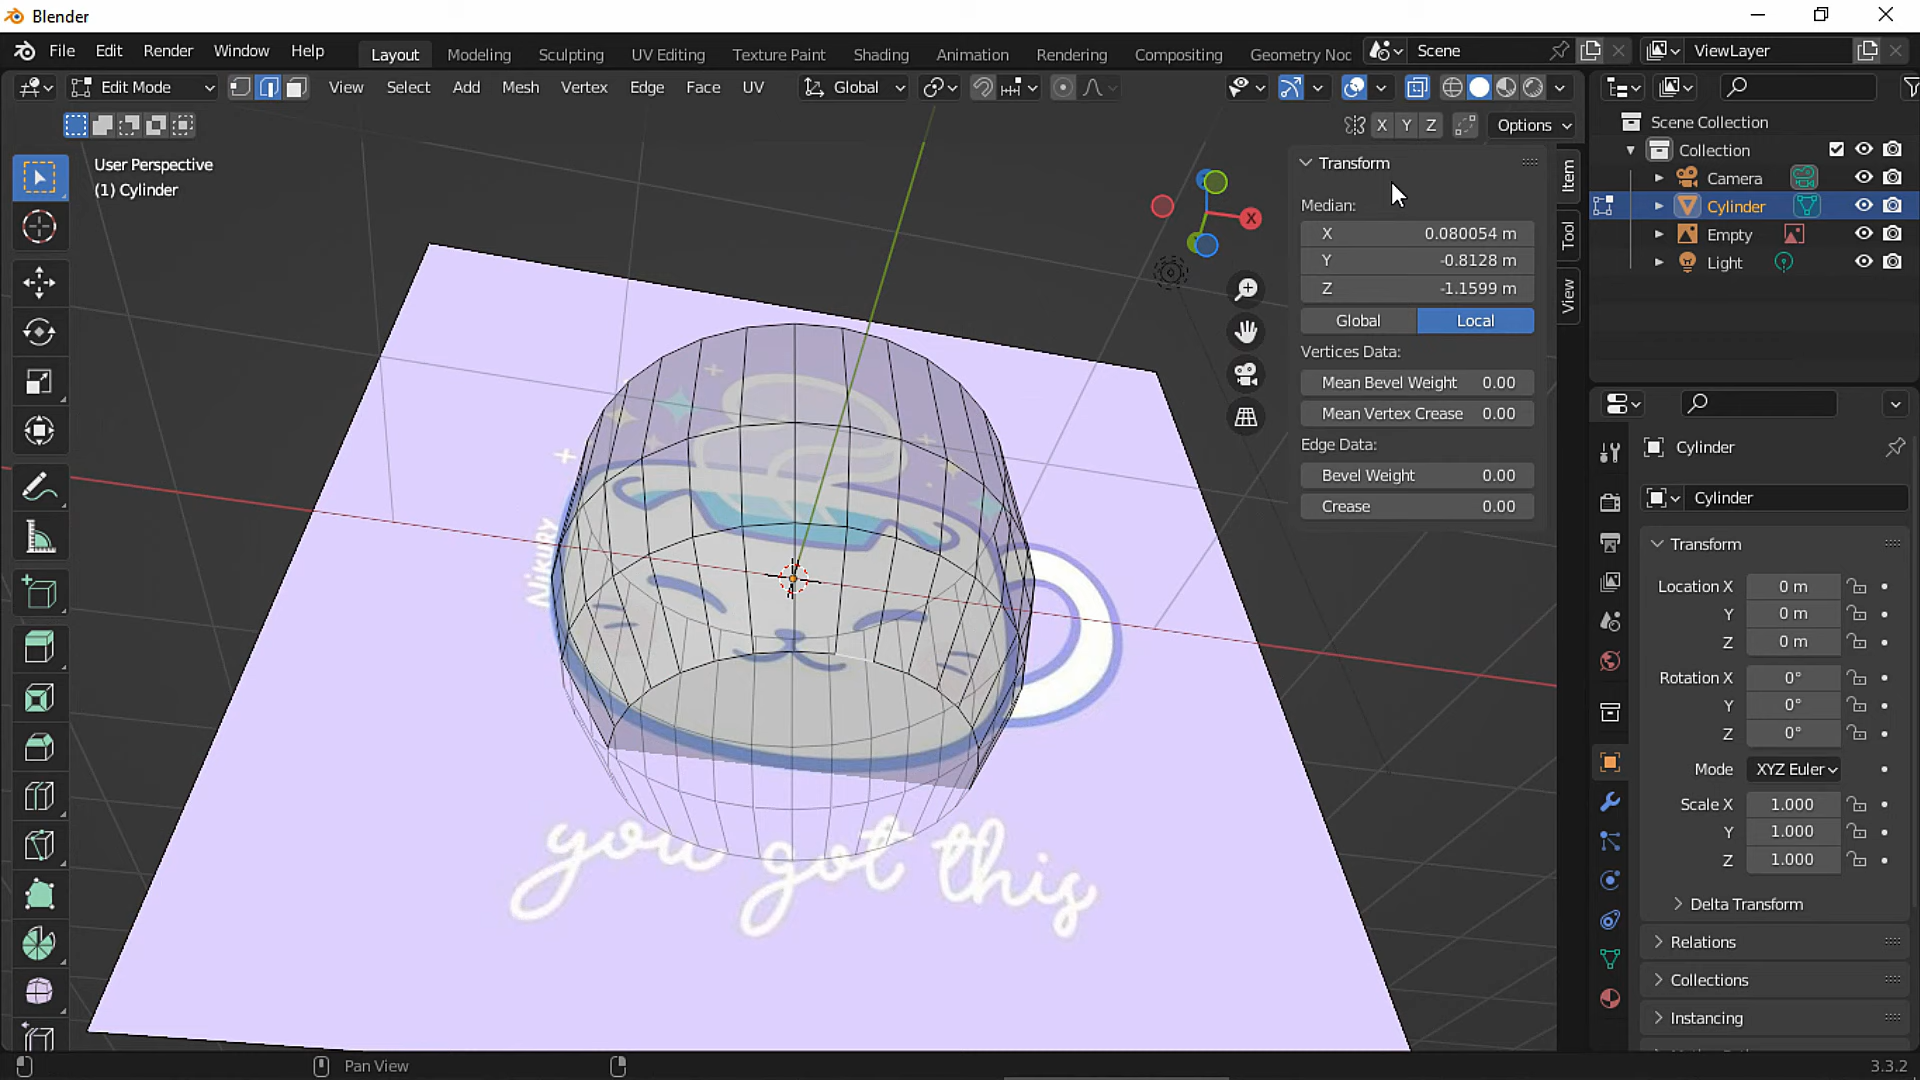 Blender
File Edit Render Window Help Layout Modeling Sculpting UV Editing Texture Paint Shading Animation Rendering Compositing Geometry Noc Scene ViewLayer
Edit Mode View Select Add Mesh Vertex Edge Face UV Global
X Y Z Options
User Perspective
(1) Cylinder
Transform
Median:
X 0.080054 m
Y -0.8128 m
Z -1.1599 m
Global Local
Vertices Data:
Mean Bevel Weight 0.00
Mean Vertex Crease 0.00
Edge Data:
Bevel Weight 0.00
Crease 0.00
Item
Tool
View
X
NikuRy
you got this
Scene Collection
Collection
Camera
Cylinder
Empty
Light
Cylinder
Cylinder
Transform
Location X 0 m
Y 0 m
Z 0 m
Rotation X 0°
Y 0°
Z 0°
Mode XYZ Euler
Scale X 1.000
Y 1.000
Z 1.000
Delta Transform
Relations
Collections
Instancing
Pan View
3.3.2